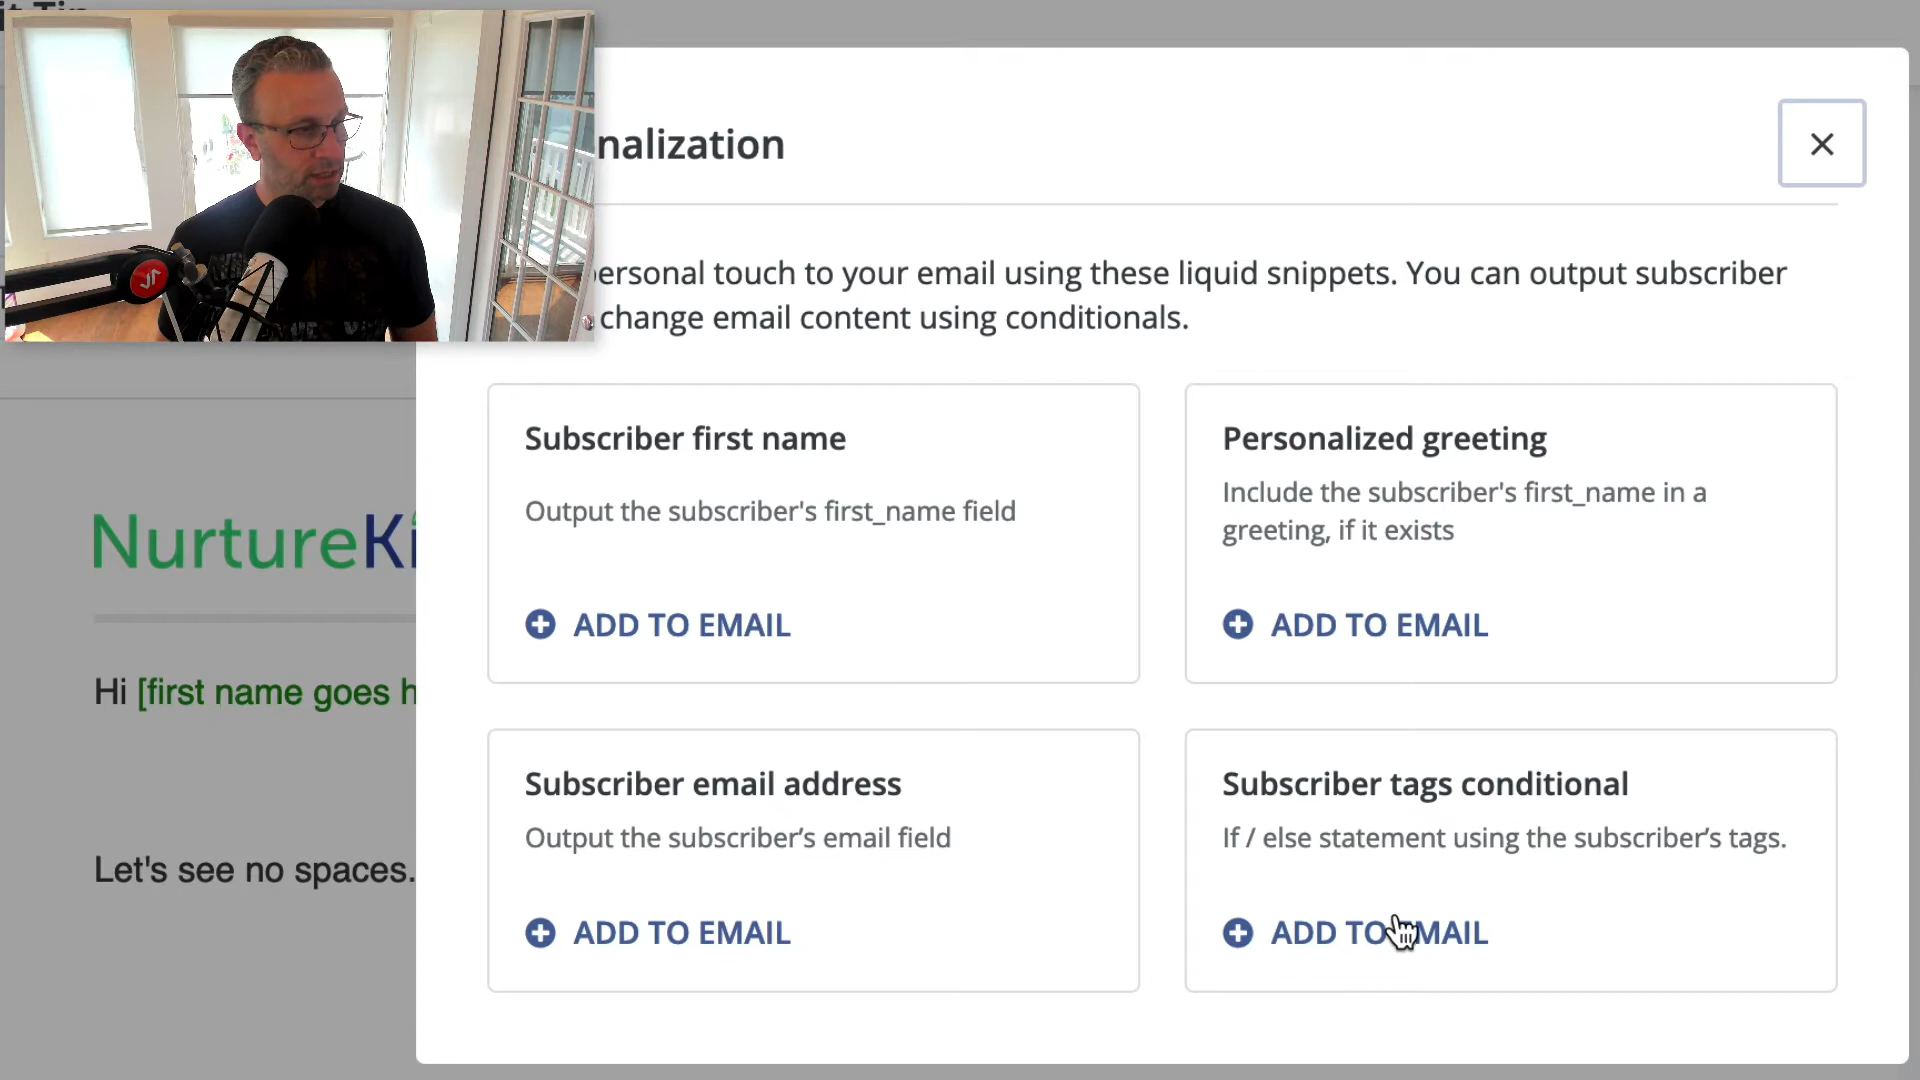 nalization
ersonal touch to your email using these liquid snippets. You can output subscriber
change email content using conditionals.
Subscriber first name
Output the subscriber's first_name field
ADD TO EMAIL
Personalized greeting
Include the subscriber's first_name in a
greeting, if it exists
ADD TO EMAIL
NurtureKi
Hi [first name goes h
Let's see no spaces.
Subscriber email address
Output the subscriber’s email field
ADD TO EMAIL
Subscriber tags conditional
If / else statement using the subscriber’s tags.
ADD TO EMAIL